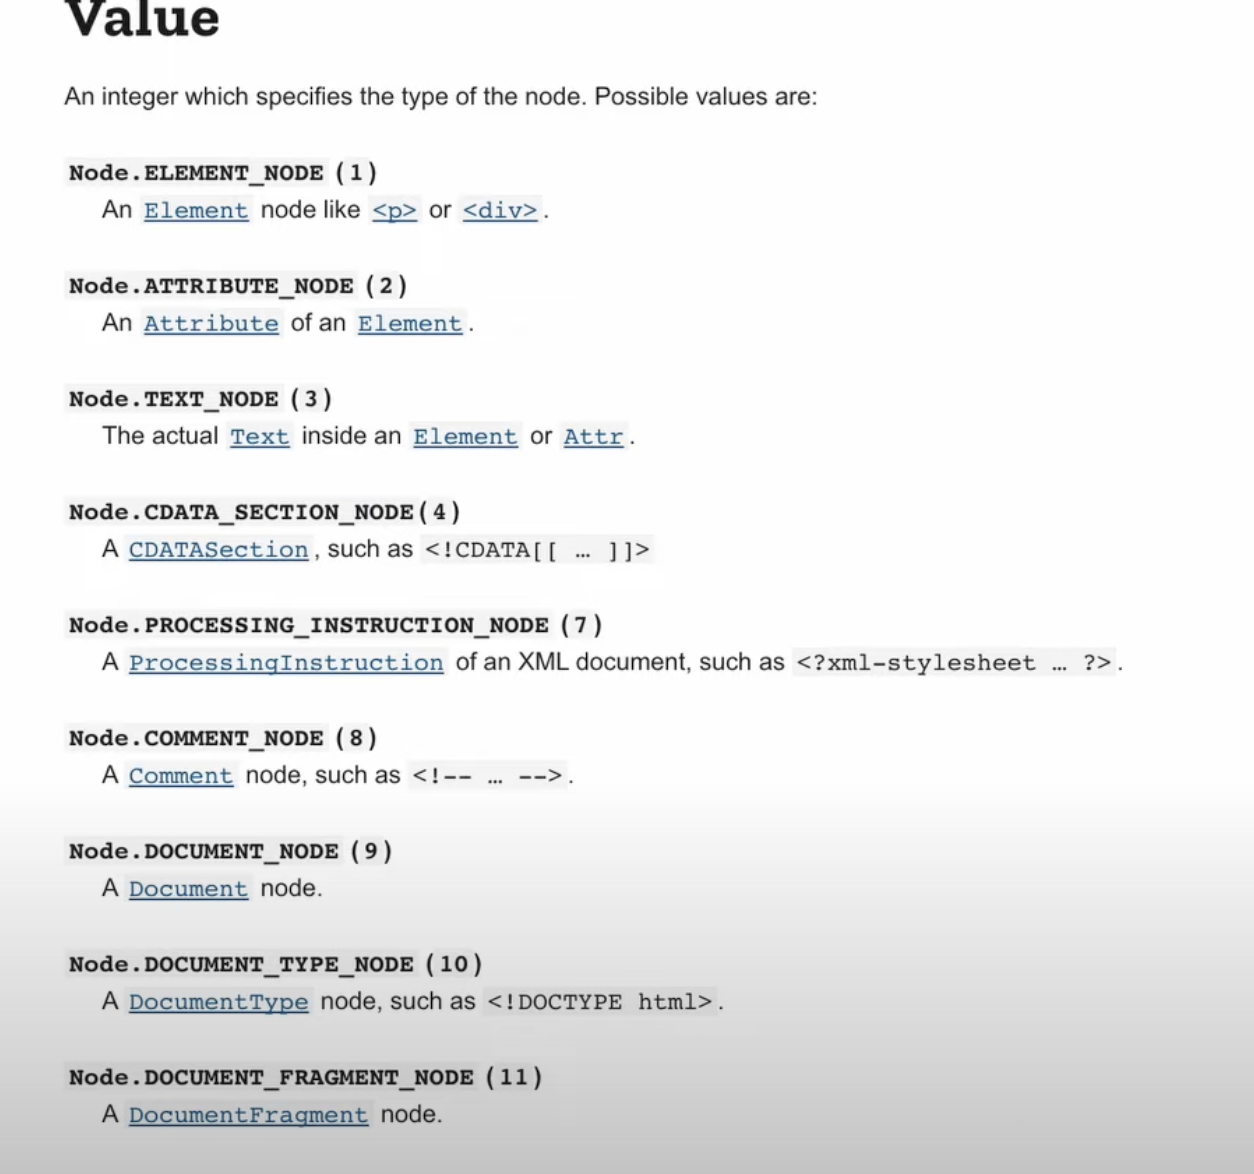 Value
An integer which specifies the type of the node. Possible values are:
Node.ELEMENT_NODE (1)
An Element node like <p> or <div>.
Node.ATTRIBUTE_NODE (2)
An Attribute of an Element.
Node.TEXT_NODE (3)
The actual Text inside an Element or Attr.
Node.CDATA_SECTION_NODE(4)
A CDATASection, such as <!CDATA[[ … ]]>
Node.PROCESSING_INSTRUCTION_NODE (7)
A ProcessingInstruction of an XML document, such as <?xml-stylesheet … ?>.
Node.COMMENT_NODE (8)
A Comment node, such as <!-- … -->.
Node.DOCUMENT_NODE (9)
A Document node.
Node.DOCUMENT_TYPE_NODE (10)
A DocumentType node, such as <!DOCTYPE html>.
Node.DOCUMENT_FRAGMENT_NODE (11)
A DocumentFragment node.